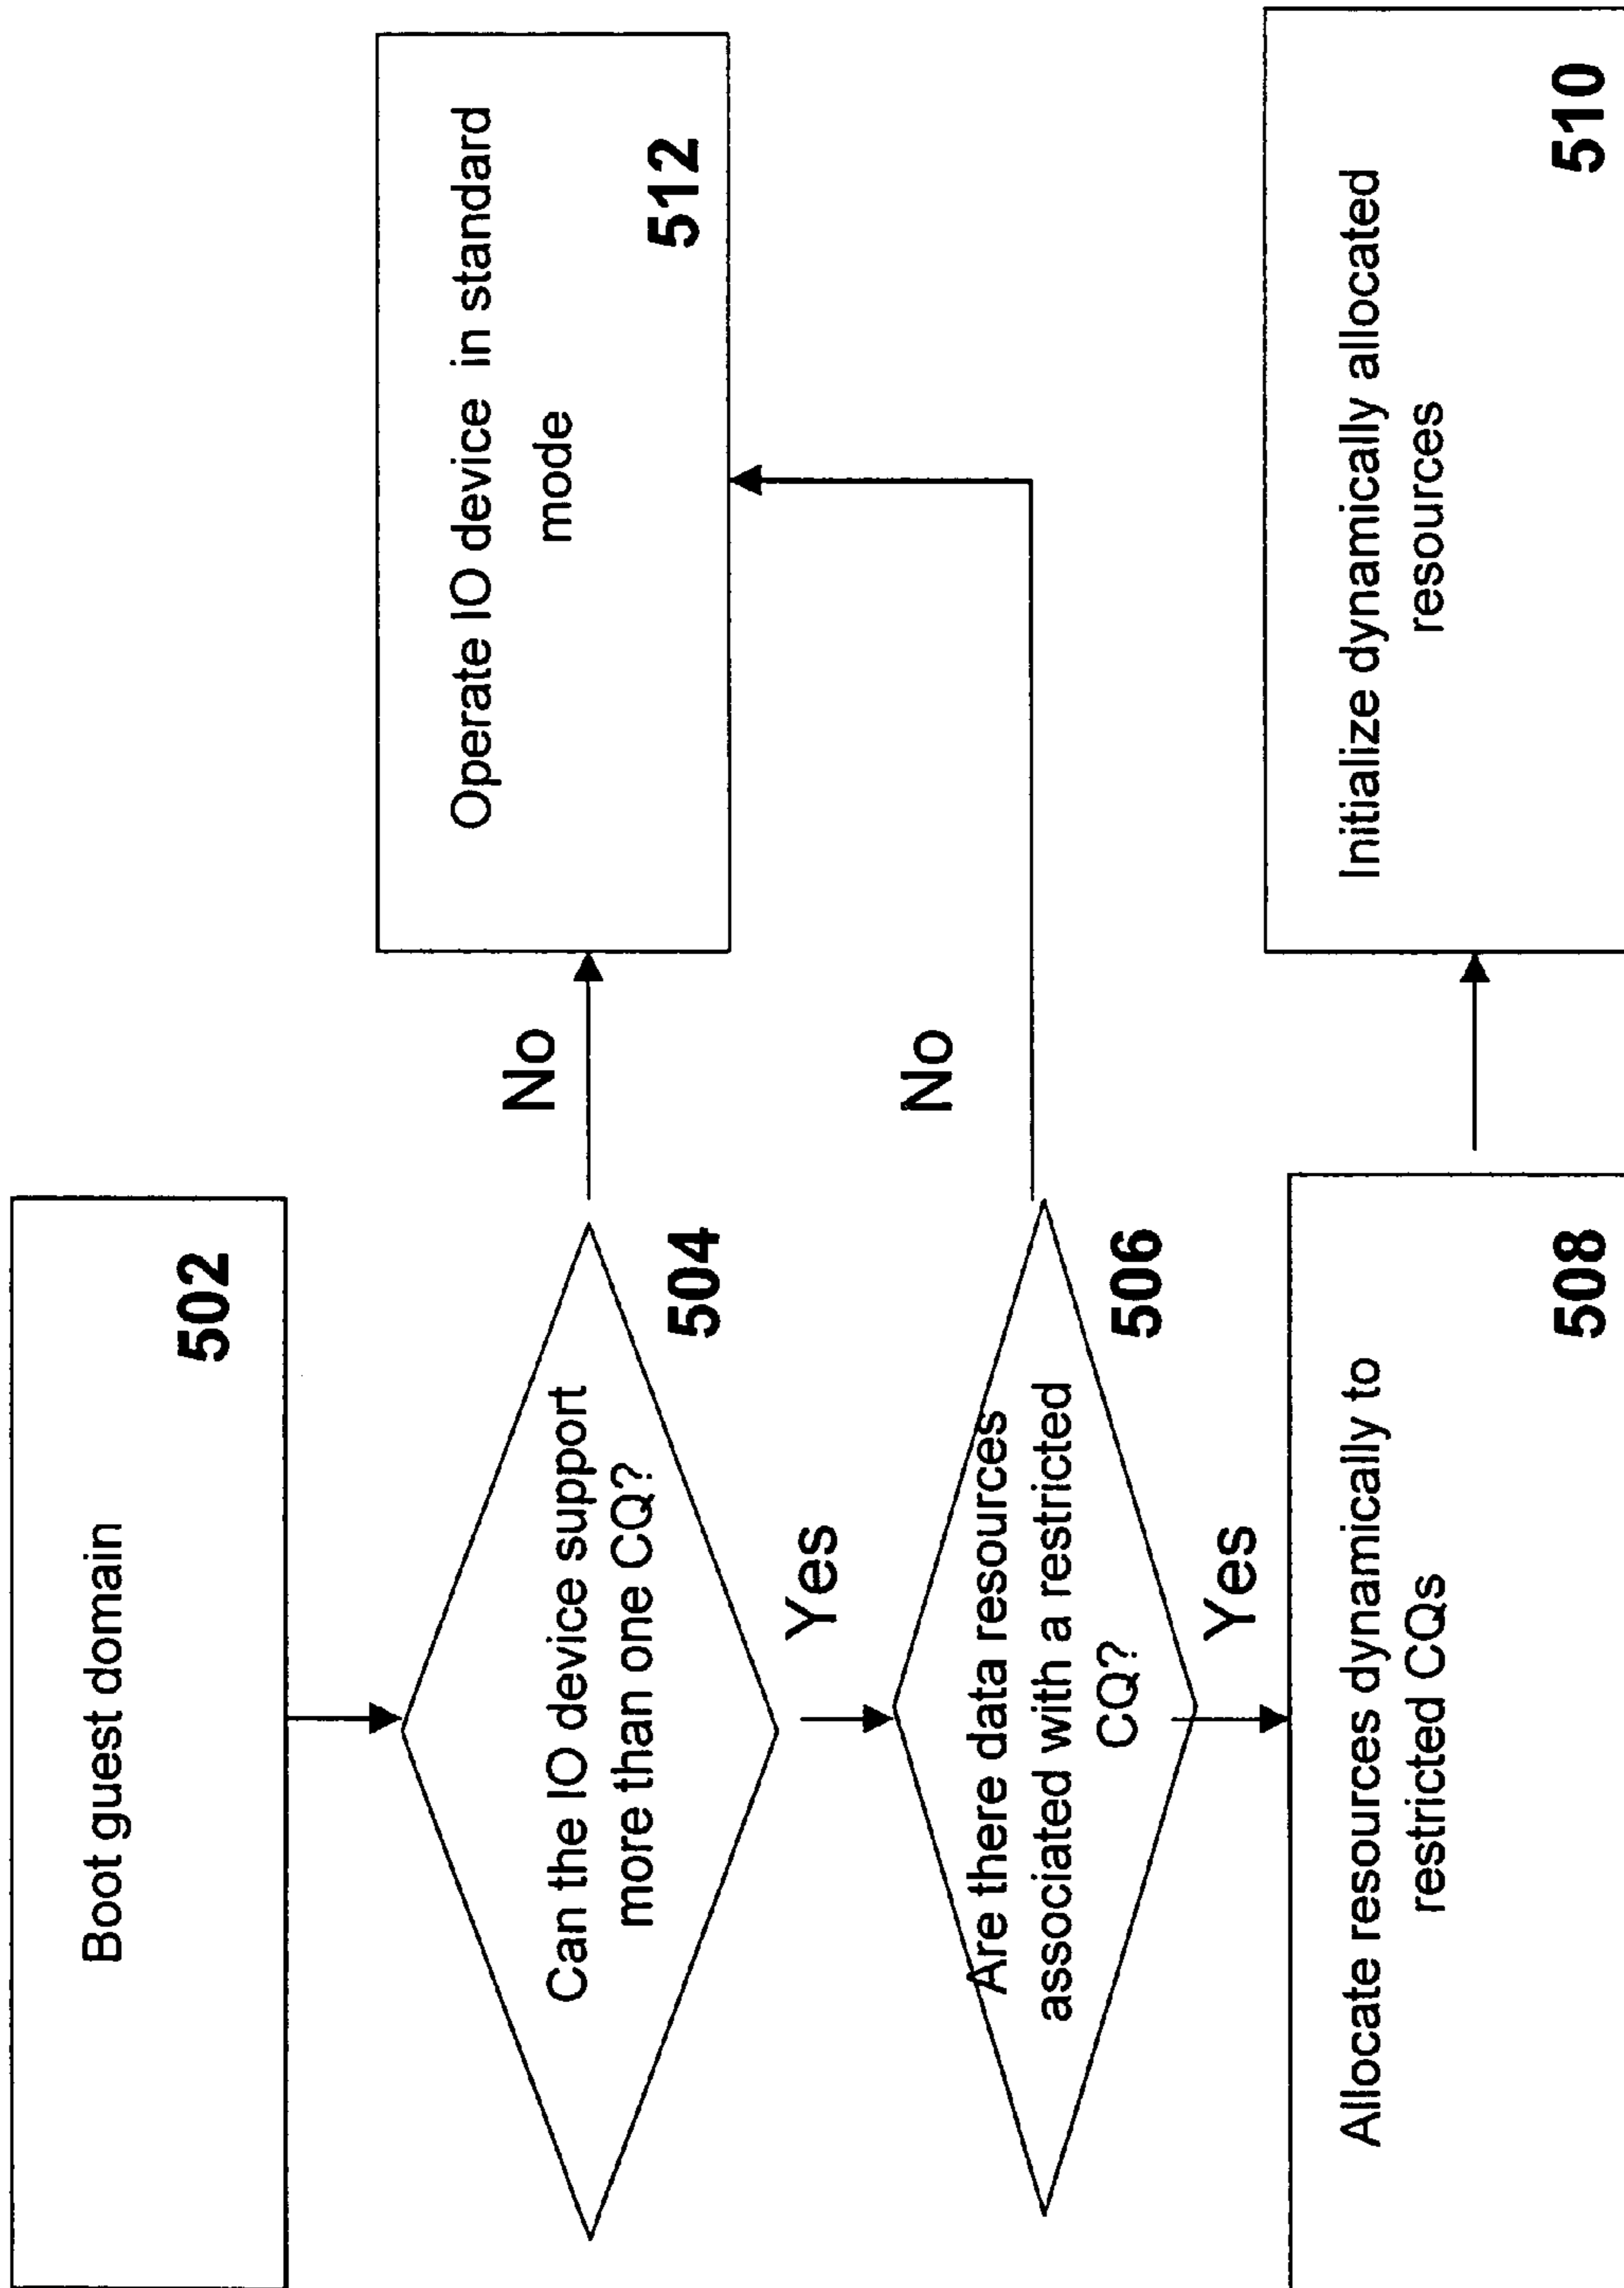 Boot guest domain
502
Can the IO device support
more than one CQ?
504
No
Operate IO device in standard
mode
512
Yes
Are there data resources
associated with a restricted
CQ?
506
No
Yes
Allocate resources dynamically to
restricted CQs
508
Initialize dynamically allocated
resources
510